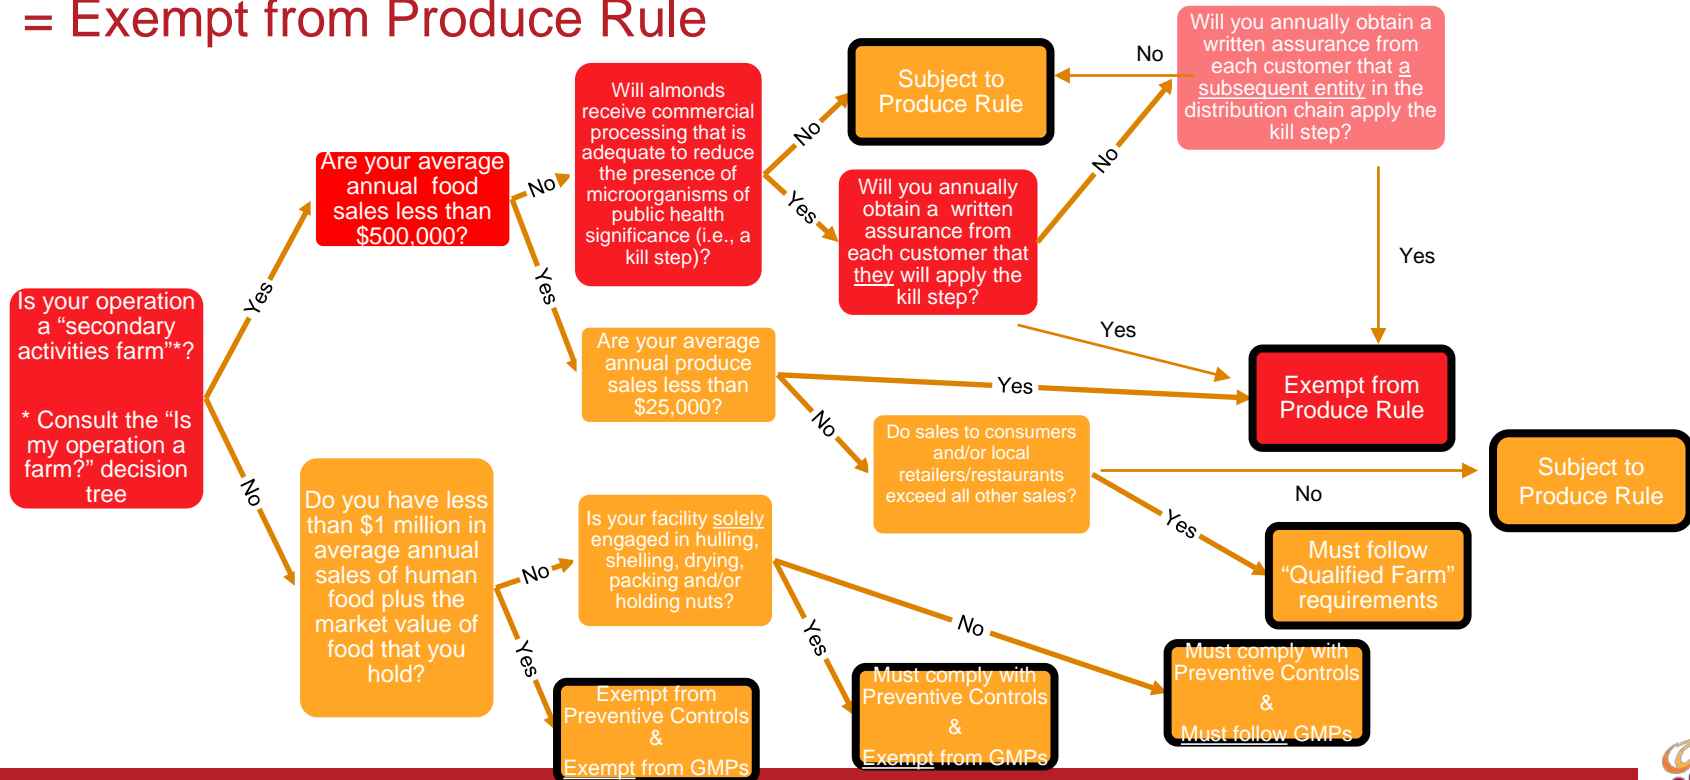 = Exempt from Produce Rule
Is your operation
a “secondary
activities farm”*?
* Consult the “Is
my operation a
farm?” decision
tree
Yes
No
Are your average
annual food
sales less than
$500,000?
No
Yes
Do you have less
than $1 million in
average annual
sales of human
food plus the
market value of
food that you
hold?
No
Yes
Will almonds
receive commercial
processing that is
adequate to reduce
the presence of
microorganisms of
public health
significance (i.e., a
kill step)?
No
Yes
Are your average
annual produce
sales less than
$25,000?
Yes
No
Is your facility solely
engaged in hulling,
shelling, drying,
packing and/or
holding nuts?
Yes
No
Exempt from
Preventive Controls
&
Exempt from GMPs
Subject to
Produce Rule
Will you annually
obtain a written
assurance from
each customer that
they will apply the
kill step?
No
Yes
Do sales to consumers
and/or local
retailers/restaurants
exceed all other sales?
No
Yes
Must comply with
Preventive Controls
&
Exempt from GMPs
Will you annually obtain a
written assurance from
each customer that a
subsequent entity in the
distribution chain apply the
kill step?
No
Yes
Exempt from
Produce Rule
Subject to
Produce Rule
Must follow
“Qualified Farm”
requirements
Must comply with
Preventive Controls
&
Must follow GMPs